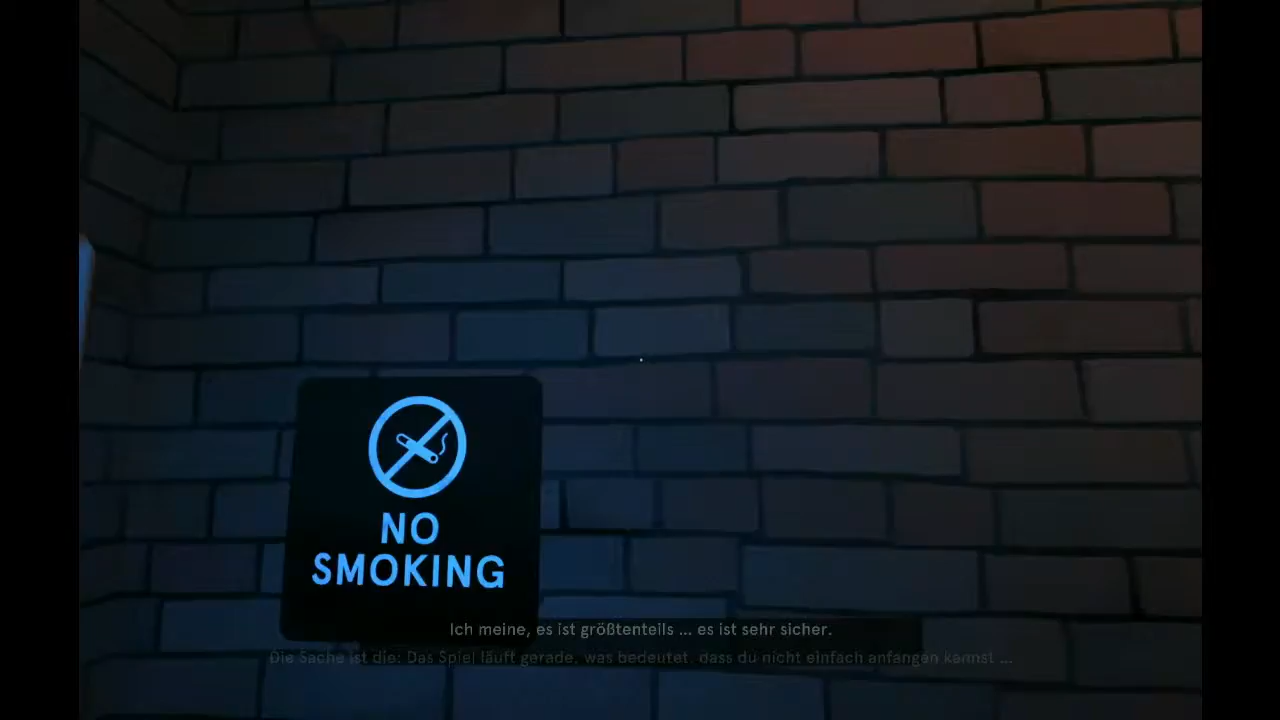 NO
SMOKING
Ich meine, es ist größtenteils ... es ist sehr sicher.
Die Sache ist die: Das Spiel läuft gerade, was bedeutet, dass du nicht einfach anfangen kannst ...